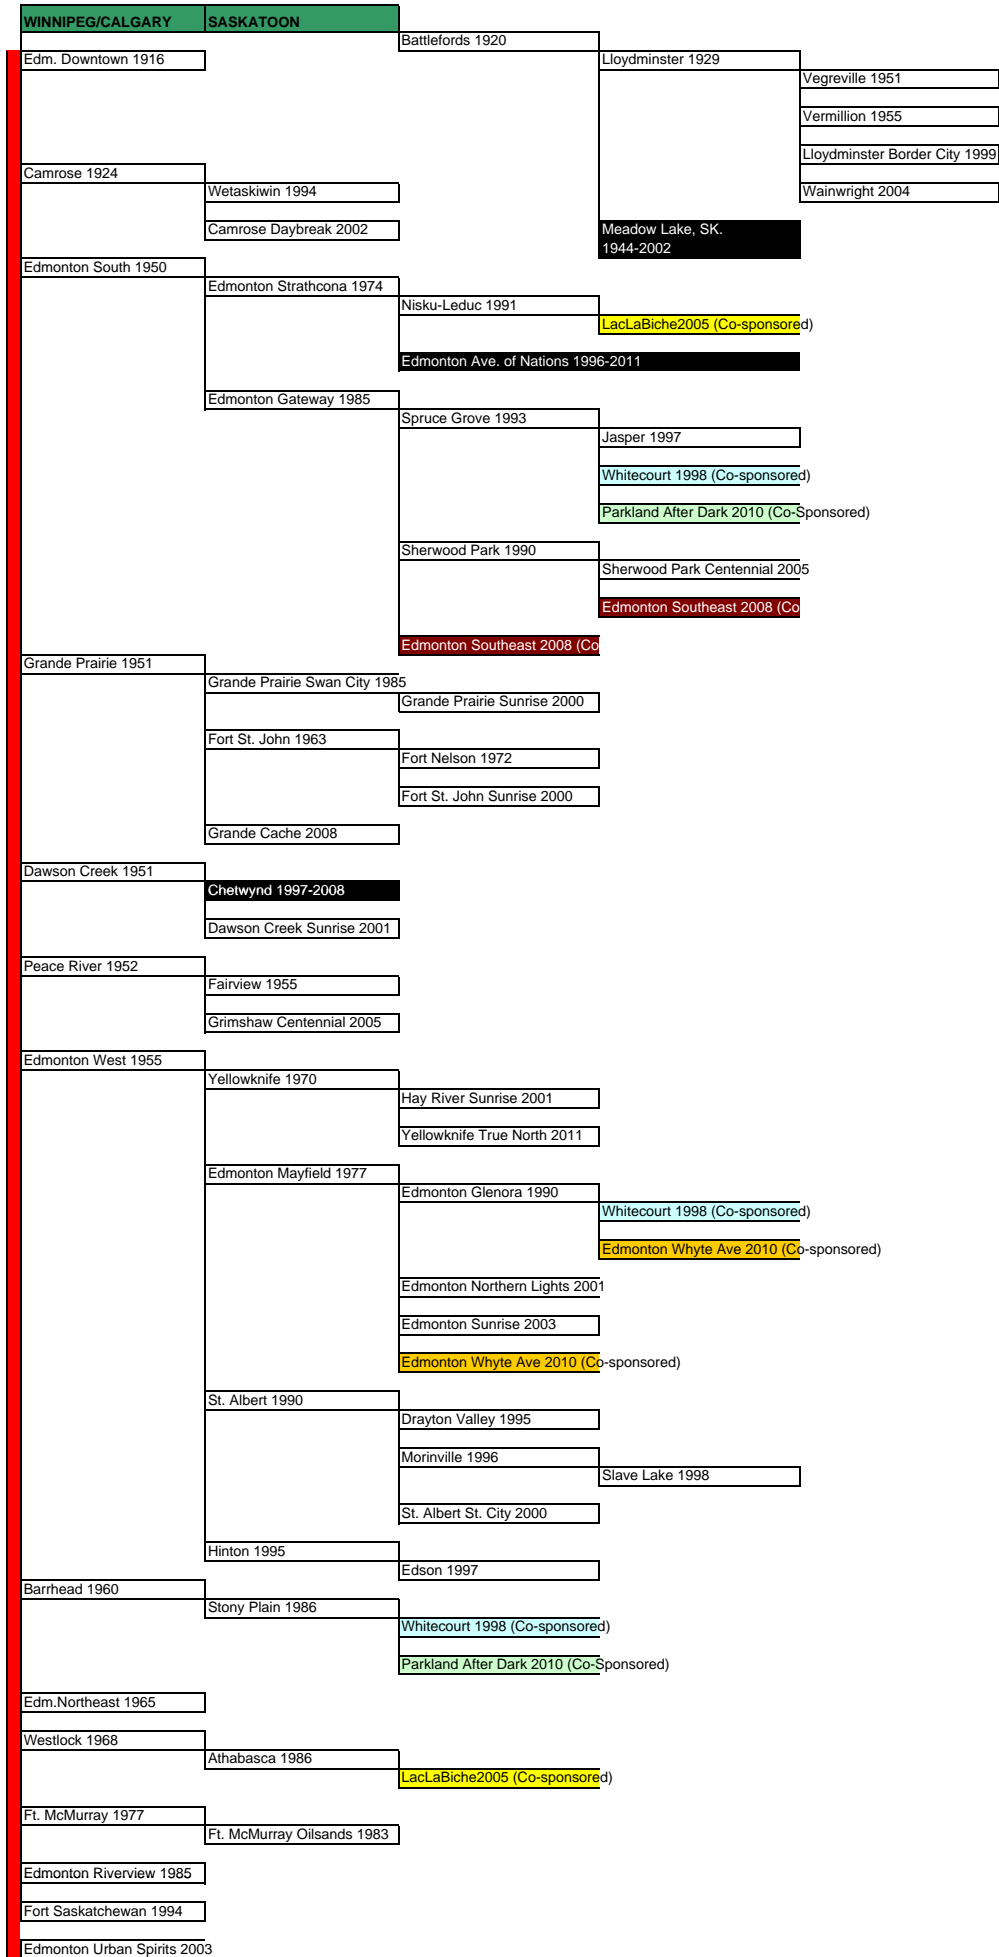 WINNIPEG/CALGARY SASKATOON
Battlefords 1920
Edm. Downtown 1916 Lloydminster 1929
Vegreville 1951
Vermillion 1955
Lloydminster Border City 1999
Camrose 1924
Wetaskiwin 1994 Wainwright 2004
Camrose Daybreak 2002 Meadow Lake, SK.
1944-2002
Edmonton South 1950
Edmonton Strathcona 1974
Nisku-Leduc 1991
LacLaBiche2005 (Co-sponsored)
Edmonton Ave. of Nations 1996-2011
Edmonton Gateway 1985
Spruce Grove 1993
Jasper 1997
Whitecourt 1998 (Co-sponsored)
Parkland After Dark 2010 (Co-Sponsored)
Sherwood Park 1990
Sherwood Park Centennial 2005
Edmonton Southeast 2008 (Co
Edmonton Southeast 2008 (Co
Grande Prairie 1951
Grande Prairie Swan City 1985
Grande Prairie Sunrise 2000
Fort St. John 1963
Fort Nelson 1972
Fort St. John Sunrise 2000
Grande Cache 2008
Dawson Creek 1951
Chetwynd 1997-2008
Dawson Creek Sunrise 2001
Peace River 1952
Fairview 1955
Grimshaw Centennial 2005
Edmonton West 1955
Yellowknife 1970
Hay River Sunrise 2001
Yellowknife True North 2011
Edmonton Mayfield 1977
Edmonton Glenora 1990
Whitecourt 1998 (Co-sponsored)
Edmonton Whyte Ave 2010 (Co-sponsored)
Edmonton Northern Lights 2001
Edmonton Sunrise 2003
Edmonton Whyte Ave 2010 (Co-sponsored)
St. Albert 1990
Drayton Valley 1995
Morinville 1996
Slave Lake 1998
St. Albert St. City 2000
Hinton 1995
Edson 1997
Barrhead 1960
Stony Plain 1986
Whitecourt 1998 (Co-sponsored)
Parkland After Dark 2010 (Co-Sponsored)
Edm.Northeast 1965
Westlock 1968
Athabasca 1986
LacLaBiche2005 (Co-sponsored)
Ft. McMurray 1977
Ft. McMurray Oilsands 1983
Edmonton Riverview 1985
Fort Saskatchewan 1994
Edmonton Urban Spirits 2003